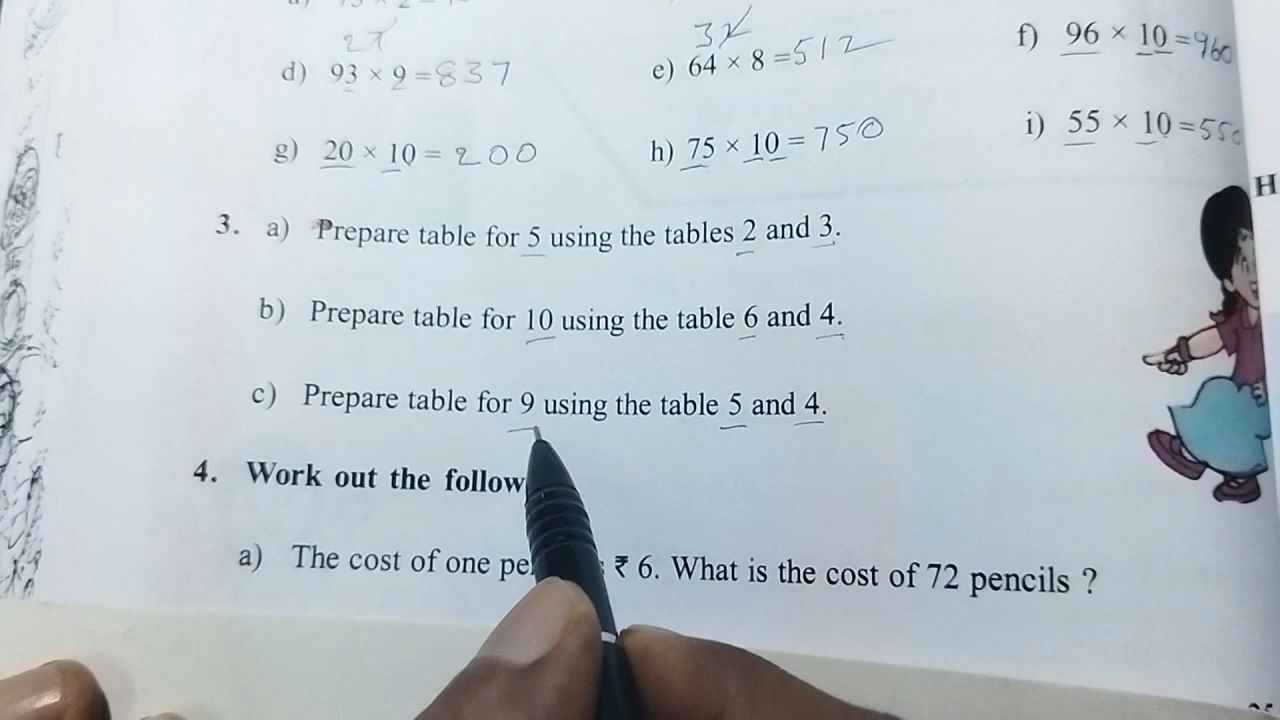 27
32
d) 93 × 9 = 837
e) 64 × 8 = 512
f) 96 × 10 = 960
g) 20 × 10 = 200
h) 75 × 10 = 750
i) 55 × 10 = 550
H
3. a) Prepare table for 5 using the tables 2 and 3.
b) Prepare table for 10 using the table 6 and 4.
c) Prepare table for 9 using the table 5 and 4.
4. Work out the follow
a) The cost of one pe ₹ 6. What is the cost of 72 pencils ?